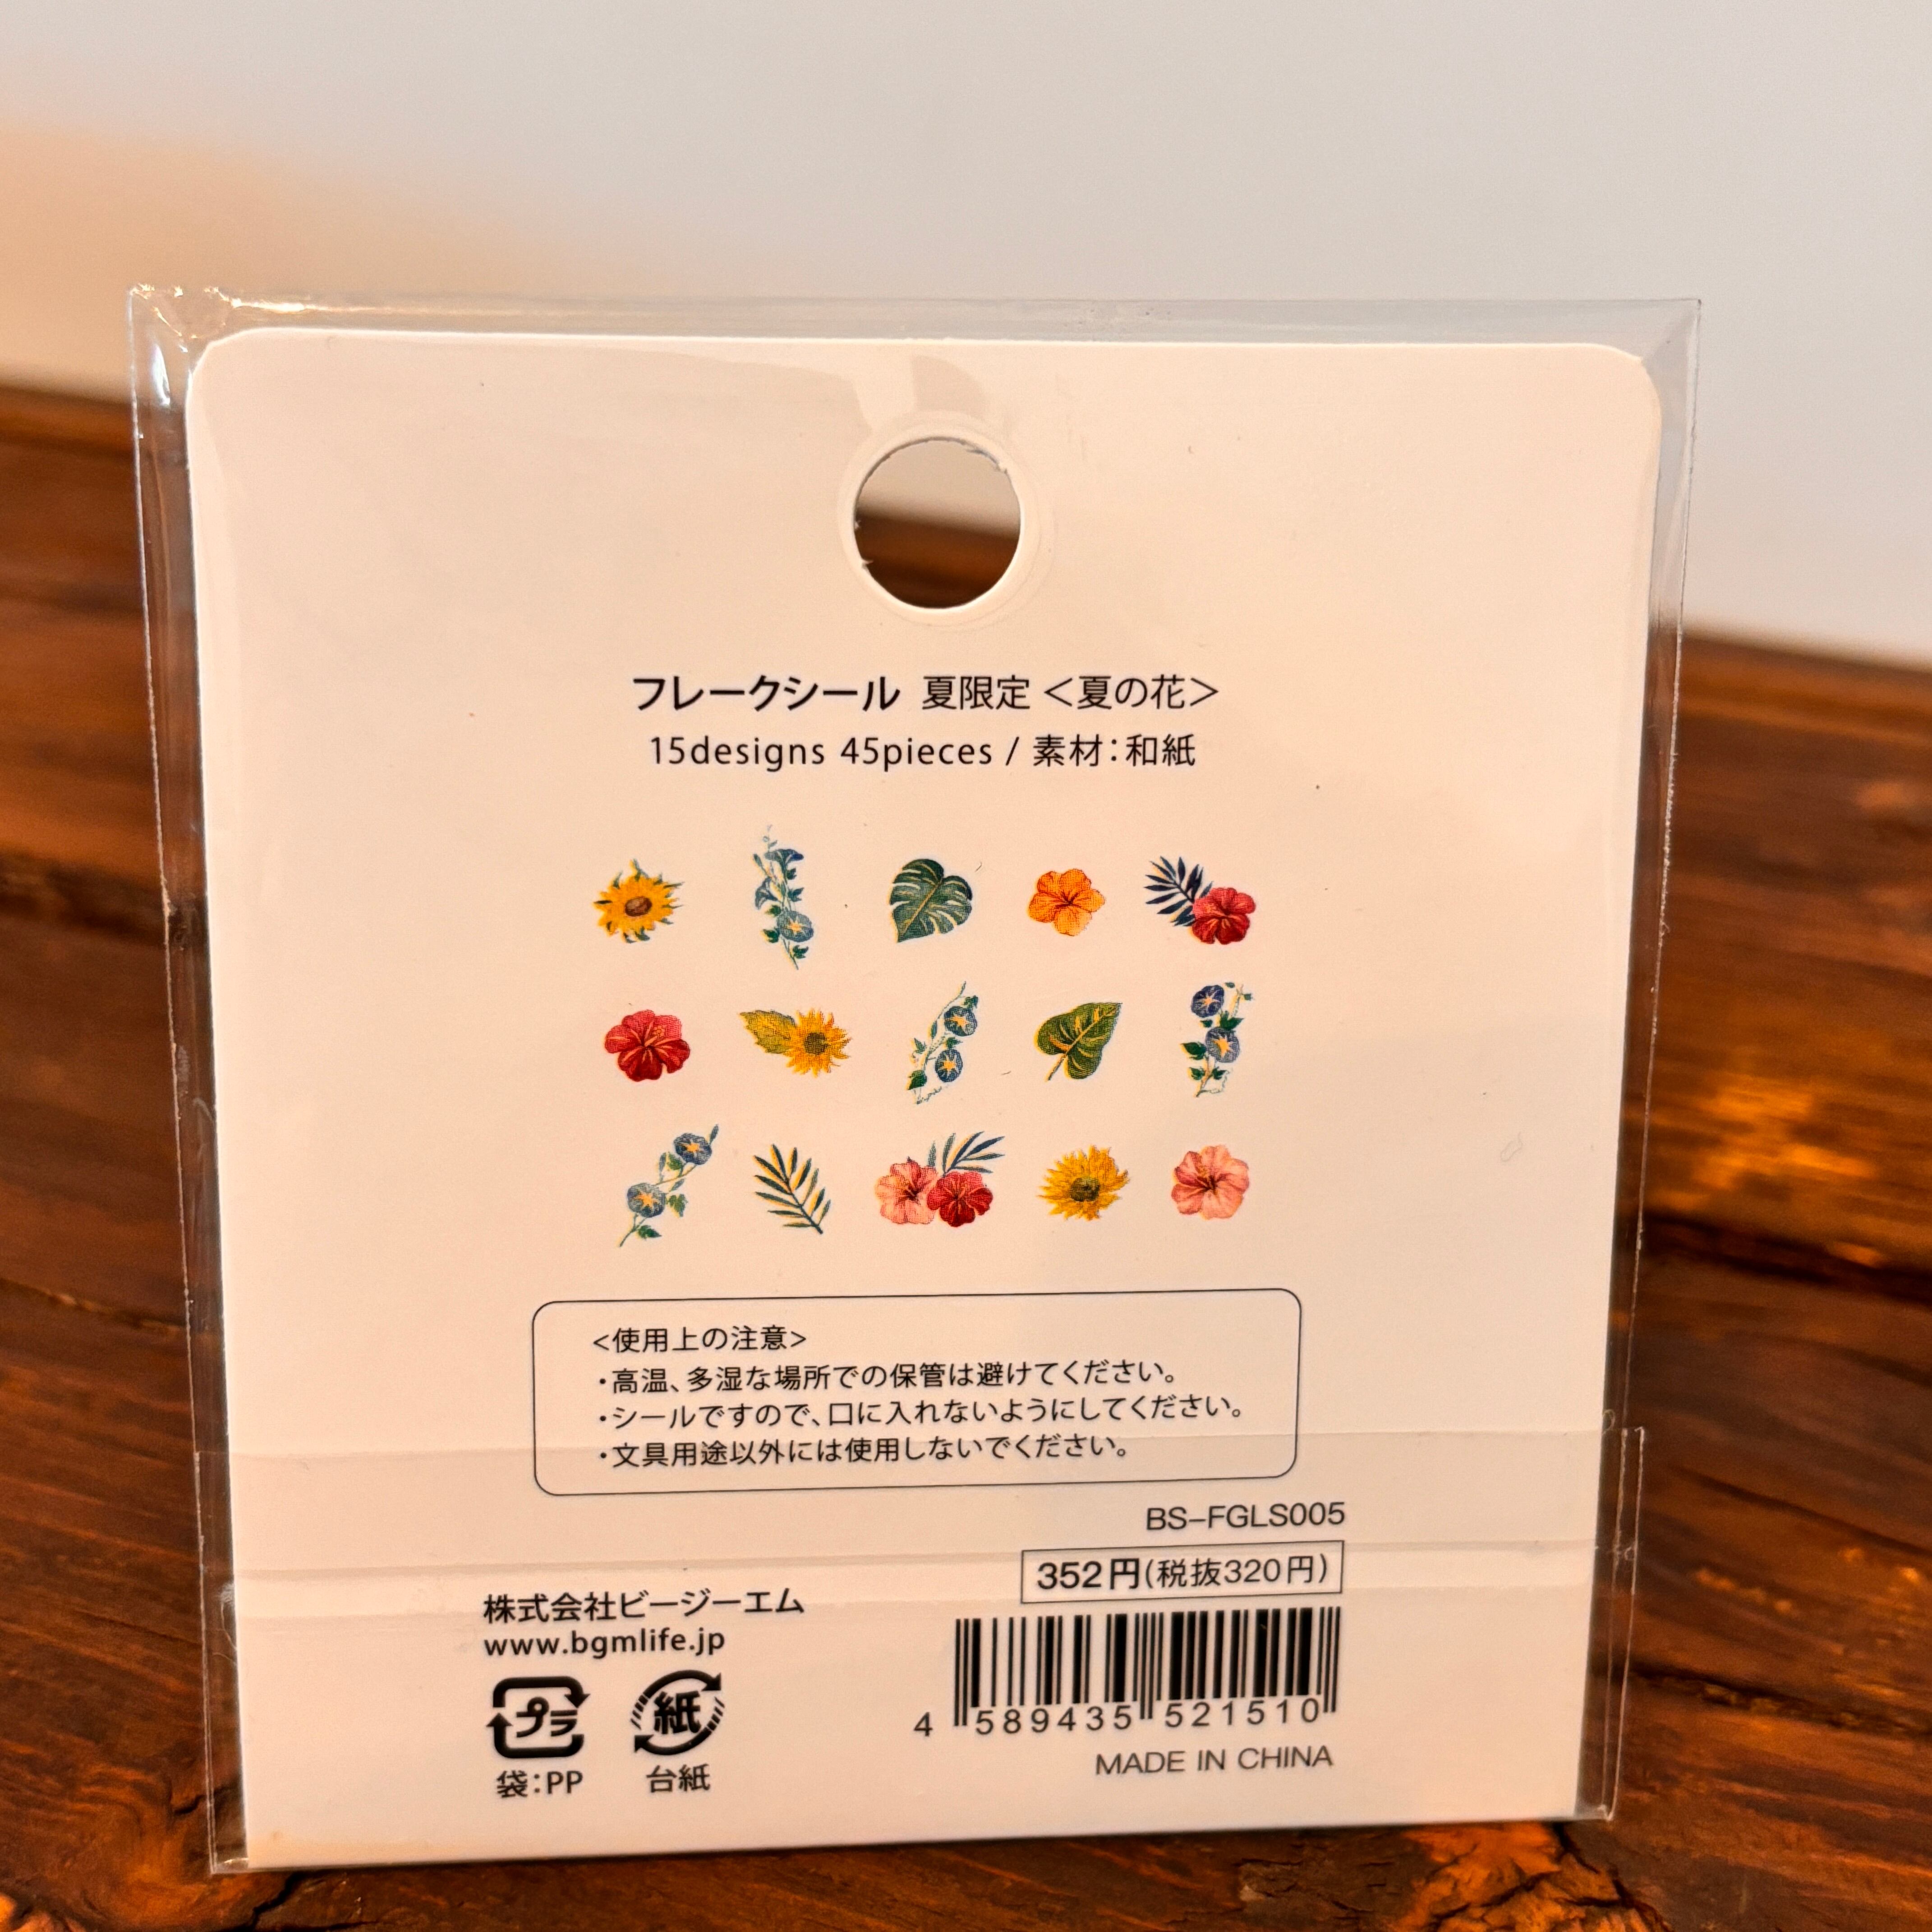 フレークシール 夏限定 <夏の花>
15designs 45pieces / 素材：和紙
<使用上の注意>
・高温、多湿な場所での保管は避けてください。
・シールですので、口に入れないようにしてください。
・文具用途以外には使用しないでください。
BS-FGLS005
352円(税抜320円)
株式会社ビージーエム
www.bgmlife.jp
プラ
紙
袋：PP
台紙
4 589435 521510
MADE IN CHINA